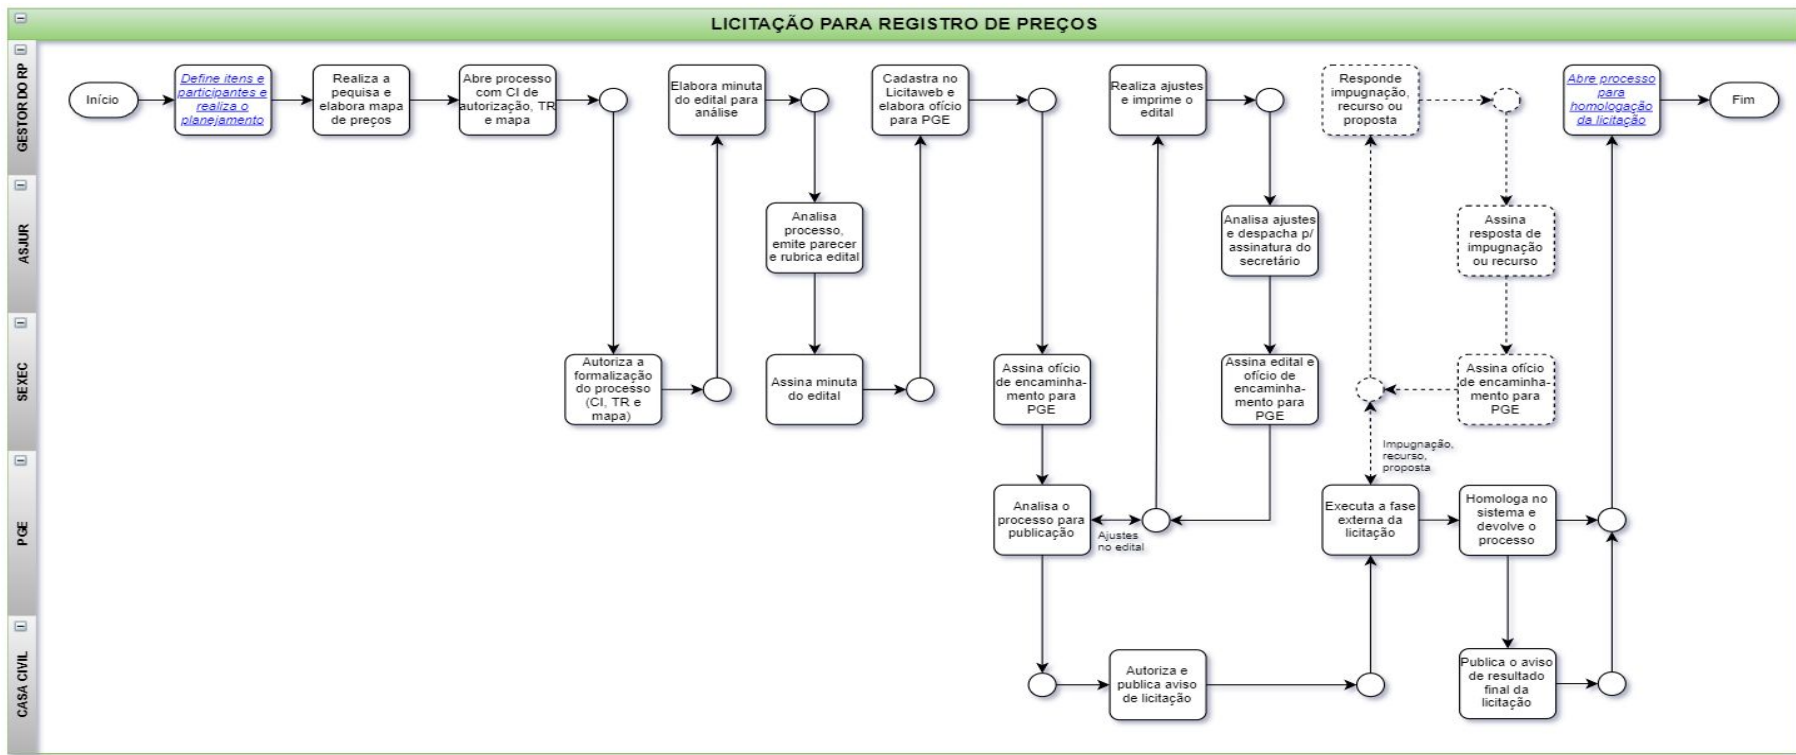 LICITAÇÃO PARA REGISTRO DE PREÇOS
GESTOR DO RP
Início
Define itens e
participantes e
realiza o
planejamento
Realiza a
pequisa e
elabora mapa
de preços
Abre processo
com CI de
autorização, TR
e mapa
Elabora minuta
do edital para
análise
Cadastra no
Licitaweb e
elabora ofício
para PGE
Realiza ajustes
e imprime o
edital
Responde
impugnação,
recurso ou
proposta
Abre processo
para
homologação
da licitação
Fim
ASJUR
Analisa
processo,
emite parecer
e rubrica edital
Analisa ajustes
e despacha p/
assinatura do
secretário
Assina
resposta de
impugnação
ou recurso
SEXEC
Autoriza a
formalização
do processo
(CI, TR e
mapa)
Assina minuta
do edital
Assina ofício
de encaminha-
mento para
PGE
Assina edital e
ofício de
encaminha-
mento para
PGE
Assina ofício
de encaminha-
mento para
PGE
Impugnação,
recurso,
proposta
PGE
Analisa o
processo para
publicação
Ajustes
no edital
Executa a fase
externa da
licitação
Homologa no
sistema e
devolve o
processo
CASA CIVIL
Autoriza e
publica aviso
de licitação
Publica o aviso
de resultado
final da
licitação